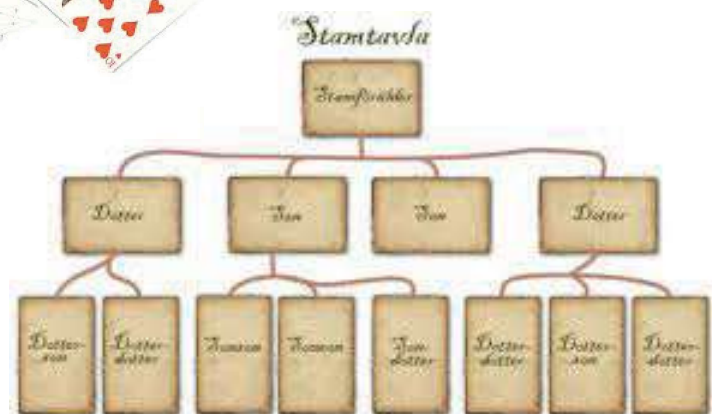 Stamtavla
Stamförälder
Dotter
Son
Son
Dotter
Dotter-
son
Dotter-
dotter
Sonson
Sonson
Son-
dotter
Dotter-
dotter
Dotter-
son
Dotter-
dotter
10